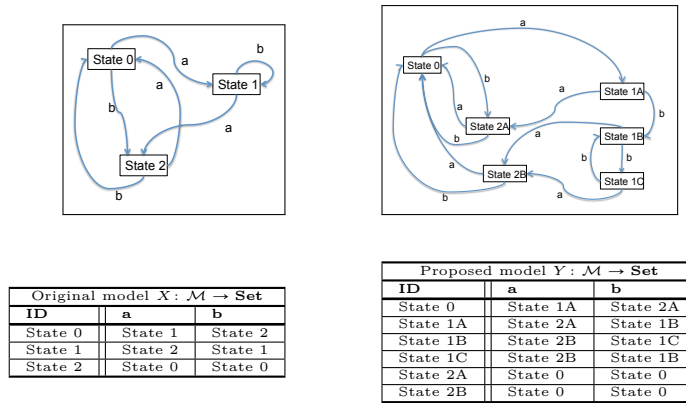 State 0
a
b
State 1
b
a
a
State 2
b
a
State 0
b
State 1A
a
a
State 2A
b
b
a
State 1B
b
b
a
State 2B
State 1C
a
b
Original model X: M → Set
ID a b
State 0 State 1 State 2
State 1 State 2 State 1
State 2 State 0 State 0
Proposed model Y: M → Set
ID a b
State 0 State 1A State 2A
State 1A State 2A State 1B
State 1B State 2B State 1C
State 1C State 2B State 1B
State 2A State 0 State 0
State 2B State 0 State 0